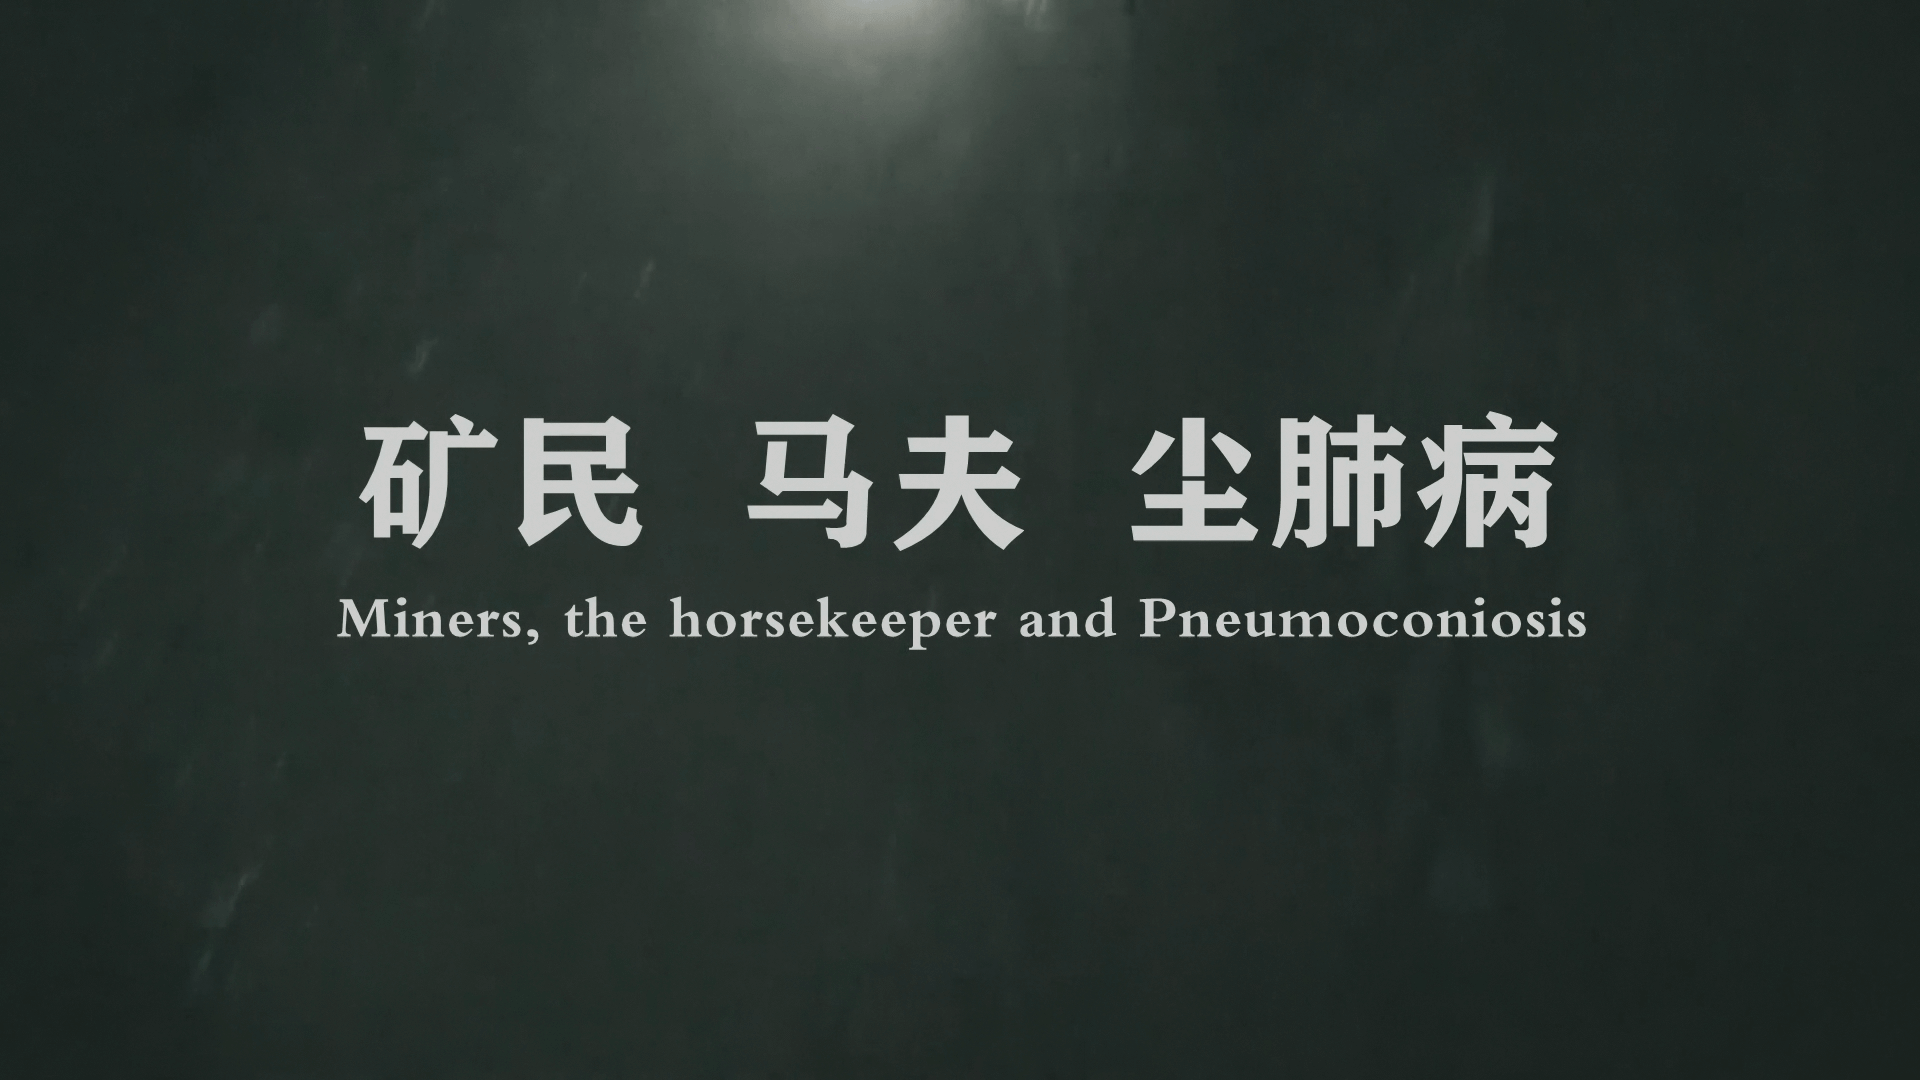 矿民 马夫 尘肺病
Miners, the horsekeeper and Pneumoconiosis